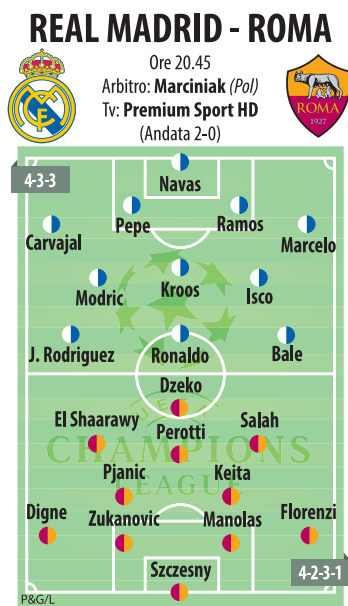 REAL MADRID - ROMA
Ore 20.45
Arbitro: Marciniak (Pol)
Tv: Premium Sport HD
(Andata 2-0)
ROMA
1927
4-3-3
Navas
Pepe
Ramos
Carvajal
Marcelo
Modric
Kroos
Isco
J. Rodriguez
Ronaldo
Bale
Dzeko
UEFA
El Shaarawy
Perotti
Salah
CHAMPIONS
LEAGUE
Pjanic
Keita
Digne
Zukanovic
Manolas
Florenzi
Szczesny
4-2-3-1
P&G/L